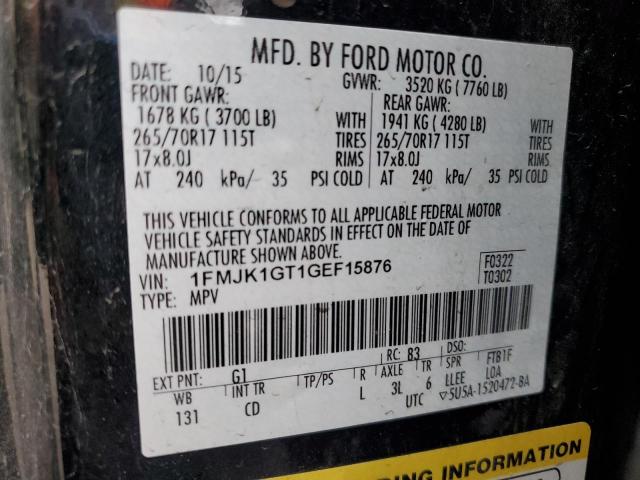 MFD. BY FORD MOTOR CO.
DATE: 10/15 GVWR: 3520 KG ( 7760 LB)
FRONT GAWR: REAR GAWR:
1678 KG ( 3700 LB) WITH 1941 KG ( 4280 LB) WITH
265/70R17 115T TIRES 265/70R17 115T TIRES
17x8.0J RIMS 17x8.0J RIMS
AT 240 kPa/ 35 PSI COLD AT 240 kPa/ 35 PSI COLD
THIS VEHICLE CONFORMS TO ALL APPLICABLE FEDERAL MOTOR
VEHICLE SAFETY STANDARDS IN EFFECT ON THE DATE OF
MANUFACTURE SHOWN ABOVE.
VIN: 1FMJK1GT1GEF15876 F0322
TYPE: MPV T0302
EXT PNT: G1 RC: 83 DSO:
WB INT TR TP/PS R AXLE TR SPR FTB1F
131 CD L 3L 6 LLEE LOA
UTC 5U5A-1520472-BA
INFORMATION